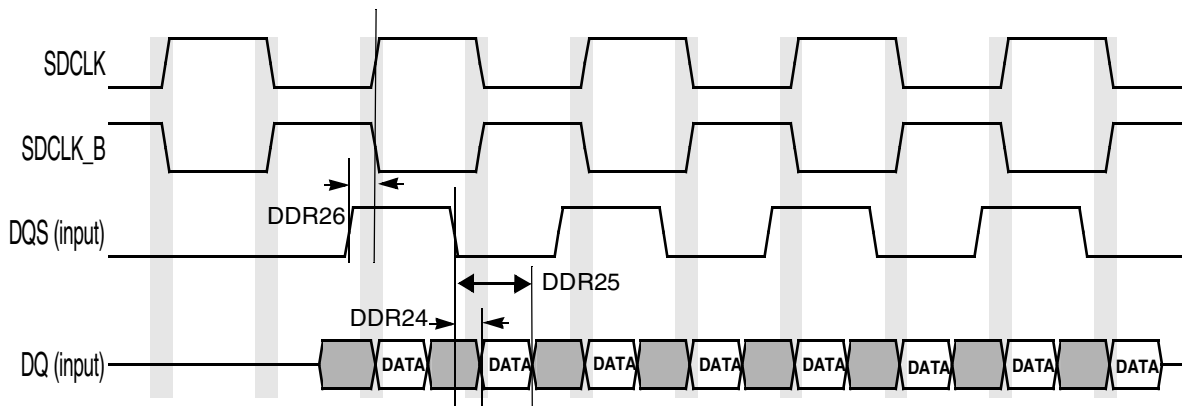 SDCLK
SDCLK_B
DDR26
DQS (input)
DDR25
DDR24
DQ (input)
DATA DATA DATA DATA DATA DATA DATA DATA